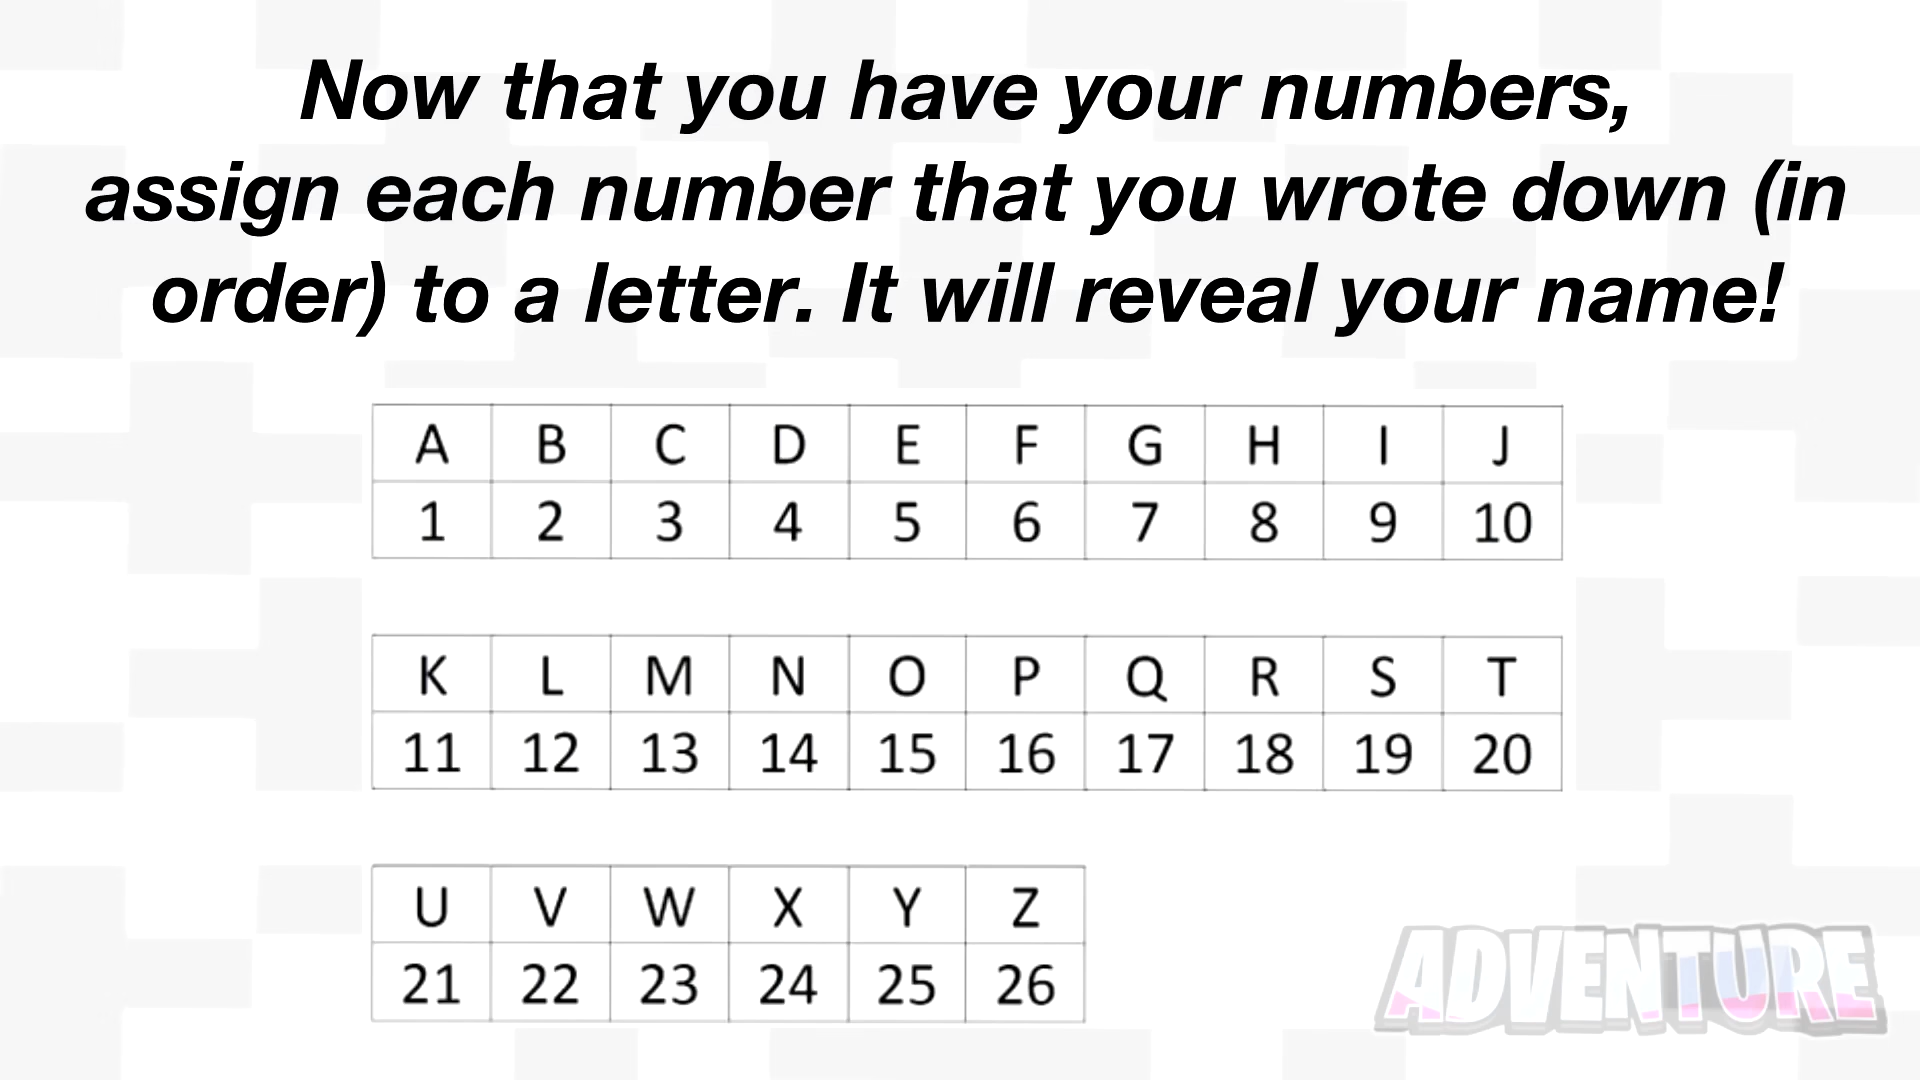 Now that you have your numbers,
assign each number that you wrote down (in
order) to a letter. It will reveal your name!
A B C D E F G H I J
1 2 3 4 5 6 7 8 9 10
K L M N O P Q R S T
11 12 13 14 15 16 17 18 19 20
U V W X Y Z
21 22 23 24 25 26
ADVENTURE